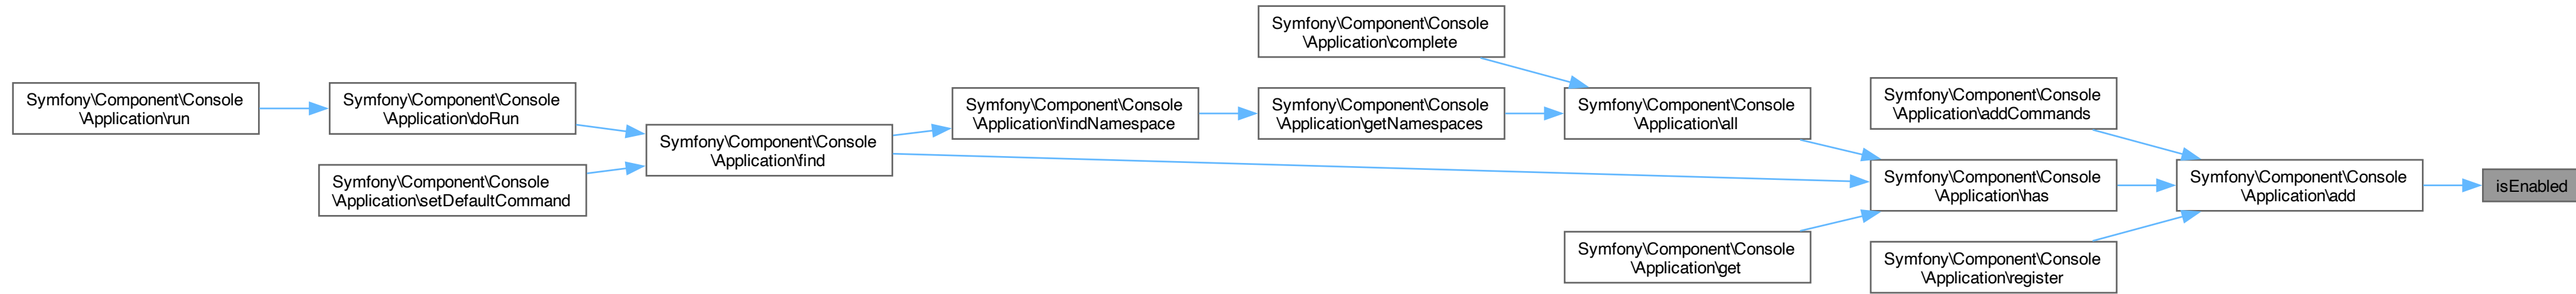 Symfony\Component\Console
\Application\run
Symfony\Component\Console
\Application\doRun
Symfony\Component\Console
\Application\setDefaultCommand
Symfony\Component\Console
\Application\find
Symfony\Component\Console
\Application\findNamespace
Symfony\Component\Console
\Application\complete
Symfony\Component\Console
\Application\getNamespaces
Symfony\Component\Console
\Application\all
Symfony\Component\Console
\Application\get
Symfony\Component\Console
\Application\addCommands
Symfony\Component\Console
\Application\has
Symfony\Component\Console
\Application\register
Symfony\Component\Console
\Application\add
isEnabled